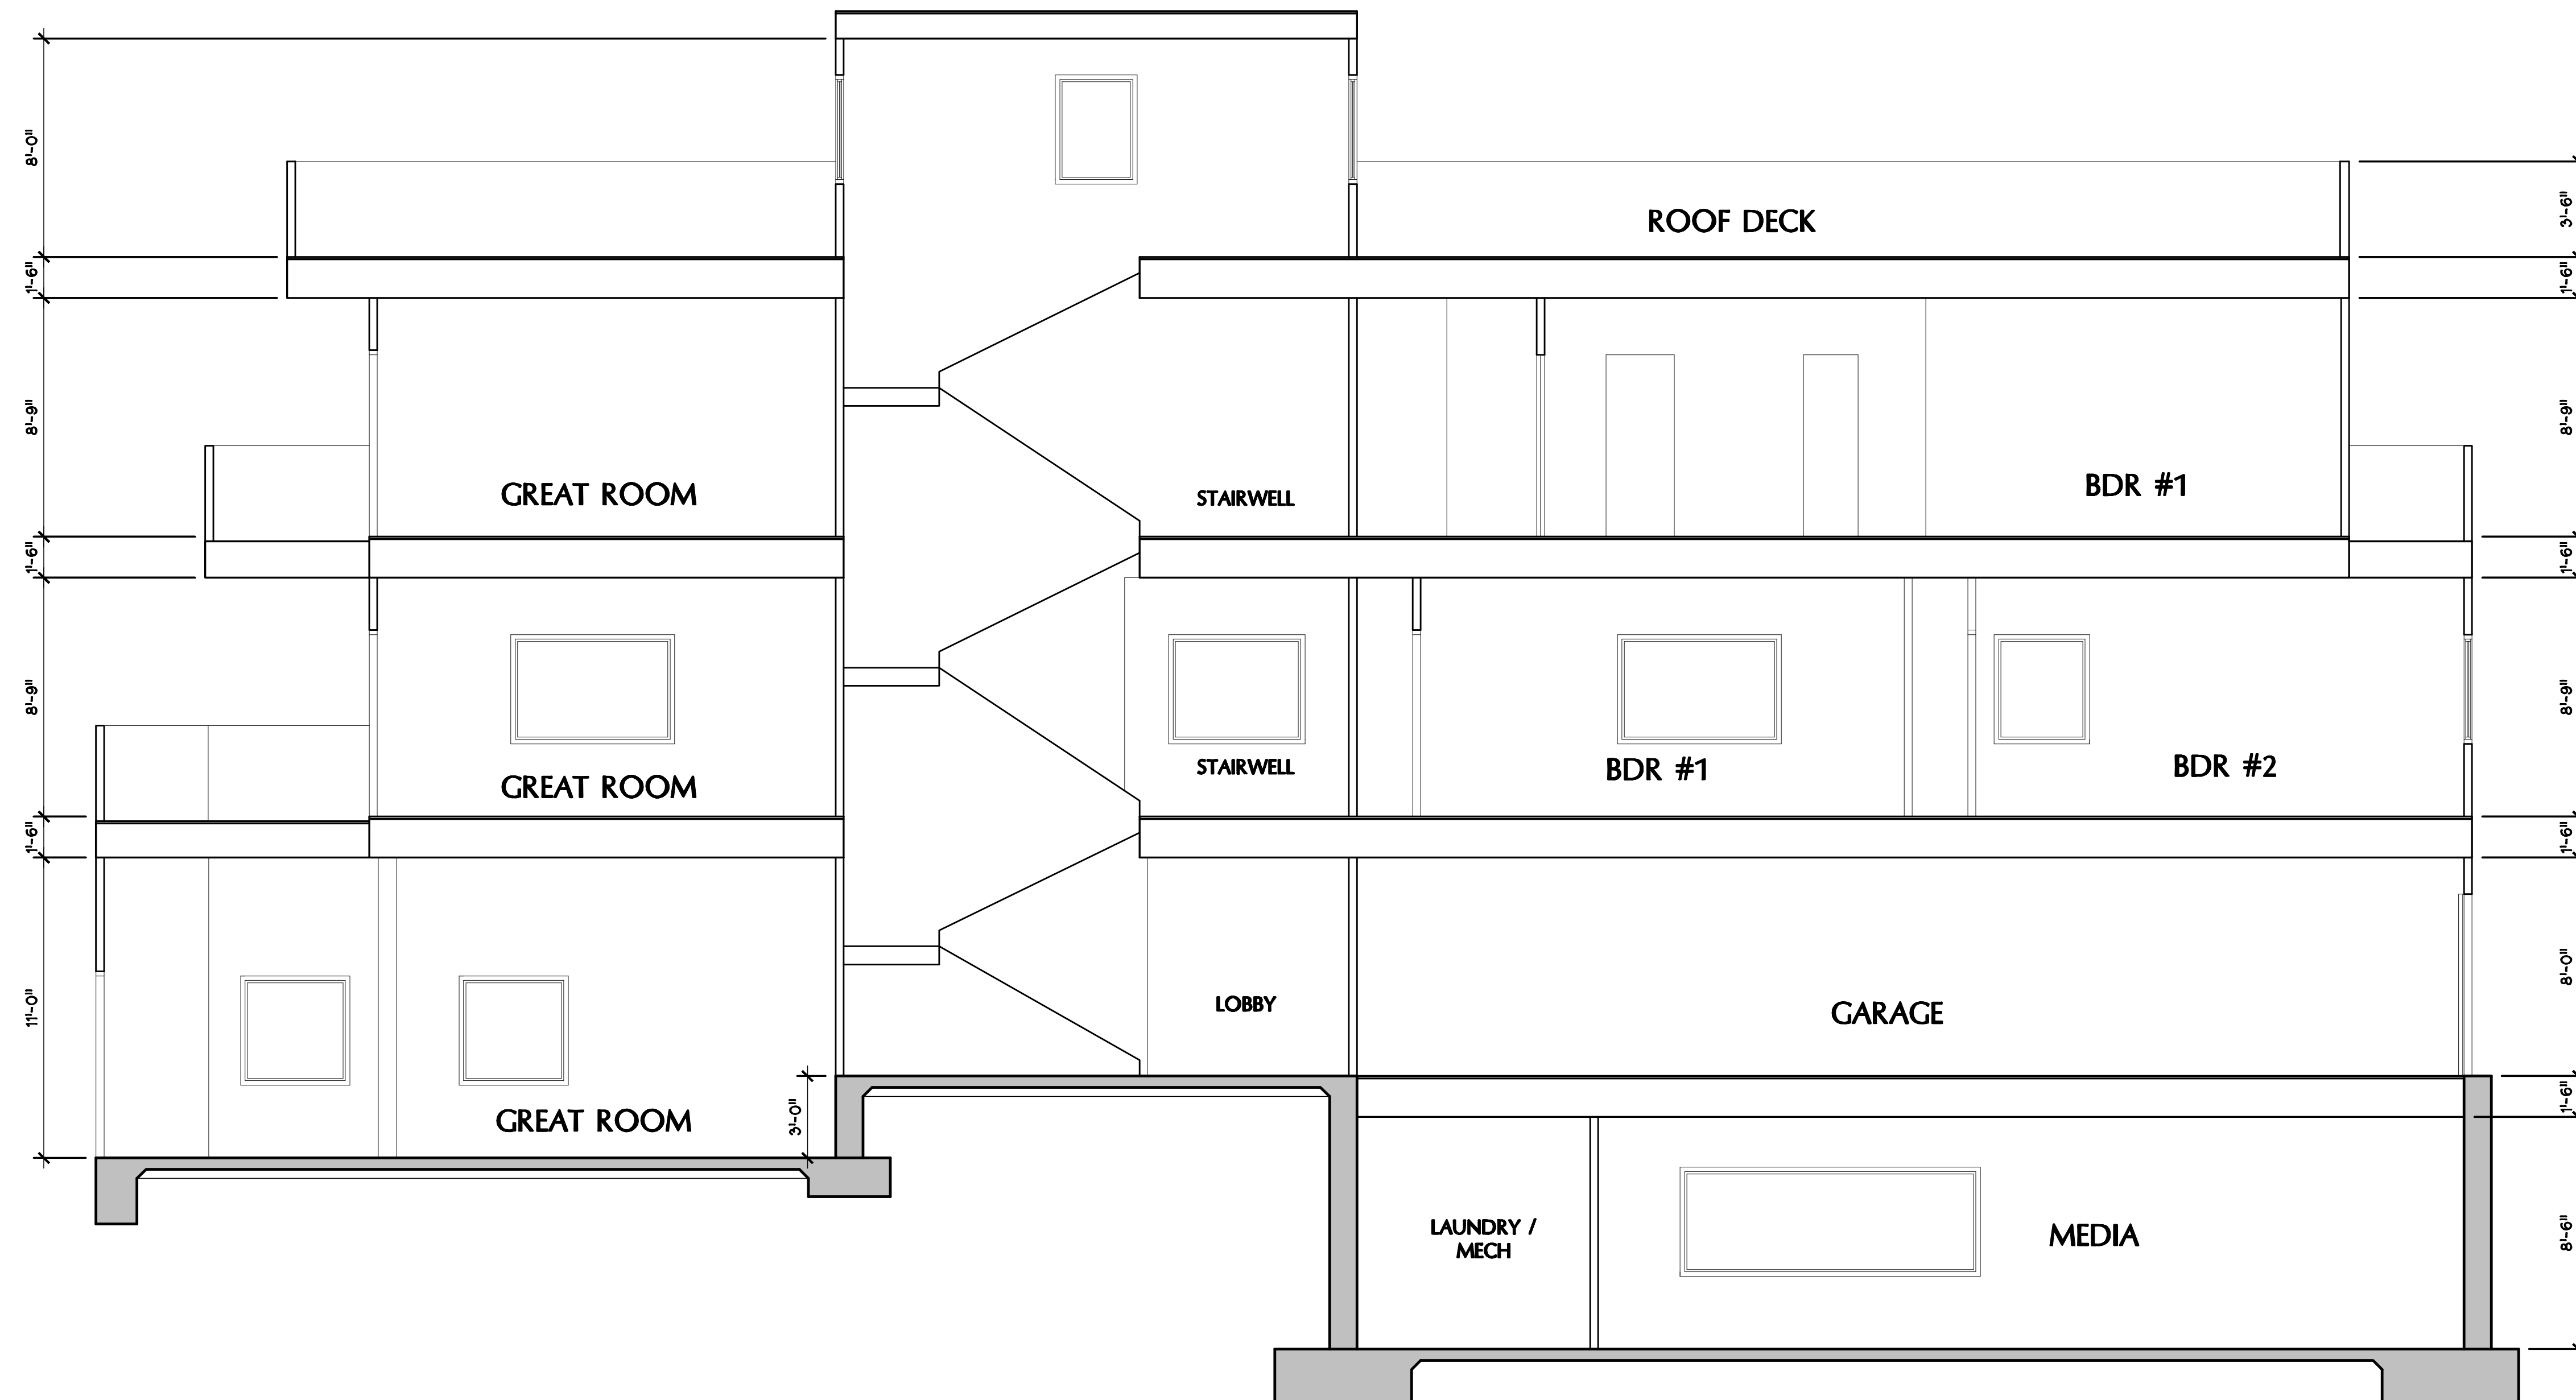 8'-0"
3'-6"
ROOF DECK
1'-6"
1'-6"
8'-9"
8'-9"
GREAT ROOM
STAIRWELL
BDR #1
1'-6"
1'-6"
8'-9"
8'-9"
GREAT ROOM
STAIRWELL
BDR #1
BDR #2
1'-6"
1'-6"
11'-0"
8'-0"
LOBBY
GARAGE
GREAT ROOM
3'-0"
1'-6"
LAUNDRY /
MECH
MEDIA
8'-6"